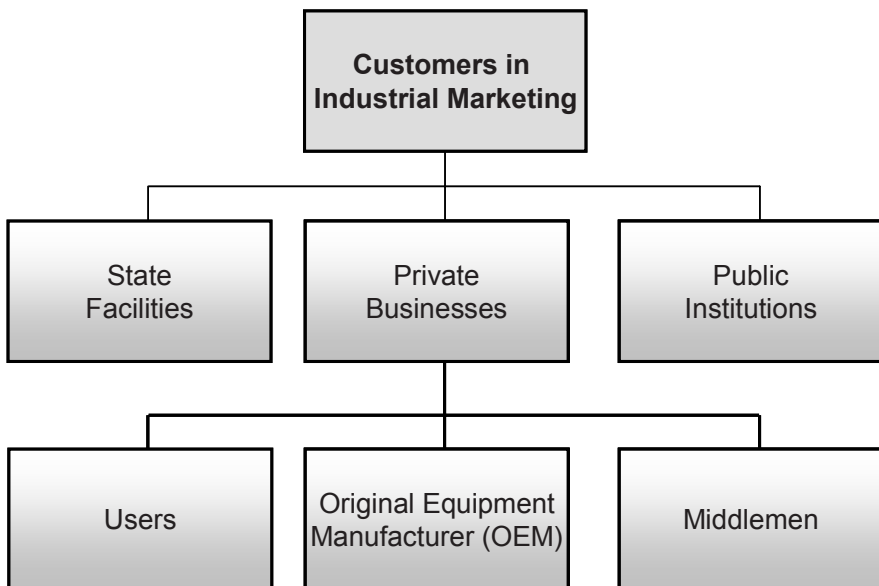 Customers in
Industrial Marketing
State
Facilities
Private
Businesses
Public
Institutions
Users
Original Equipment
Manufacturer (OEM)
Middlemen